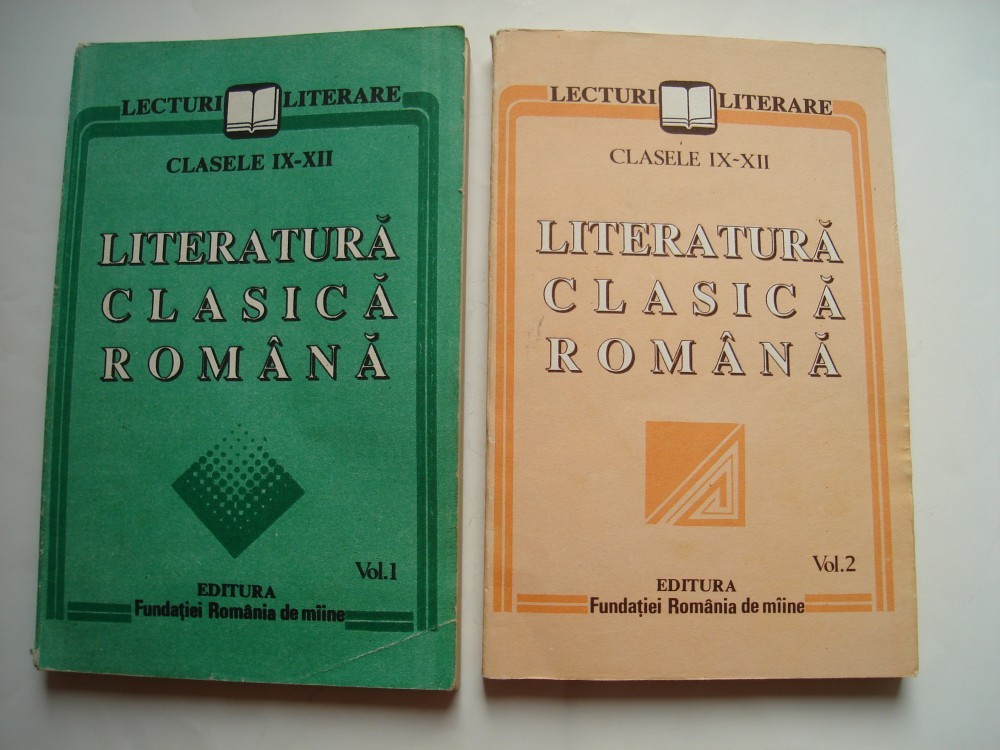 LECTURI LITERARE
CLASELE IX-XII
LITERATURĂ
CLASICĂ
ROMÂNĂ
Vol.1
EDITURA
Fundației România de mîine
LECTURI LITERARE
CLASELE IX-XII
LITERATURĂ
CLASICĂ
ROMÂNĂ
Vol.2
EDITURA
Fundației România de mîine